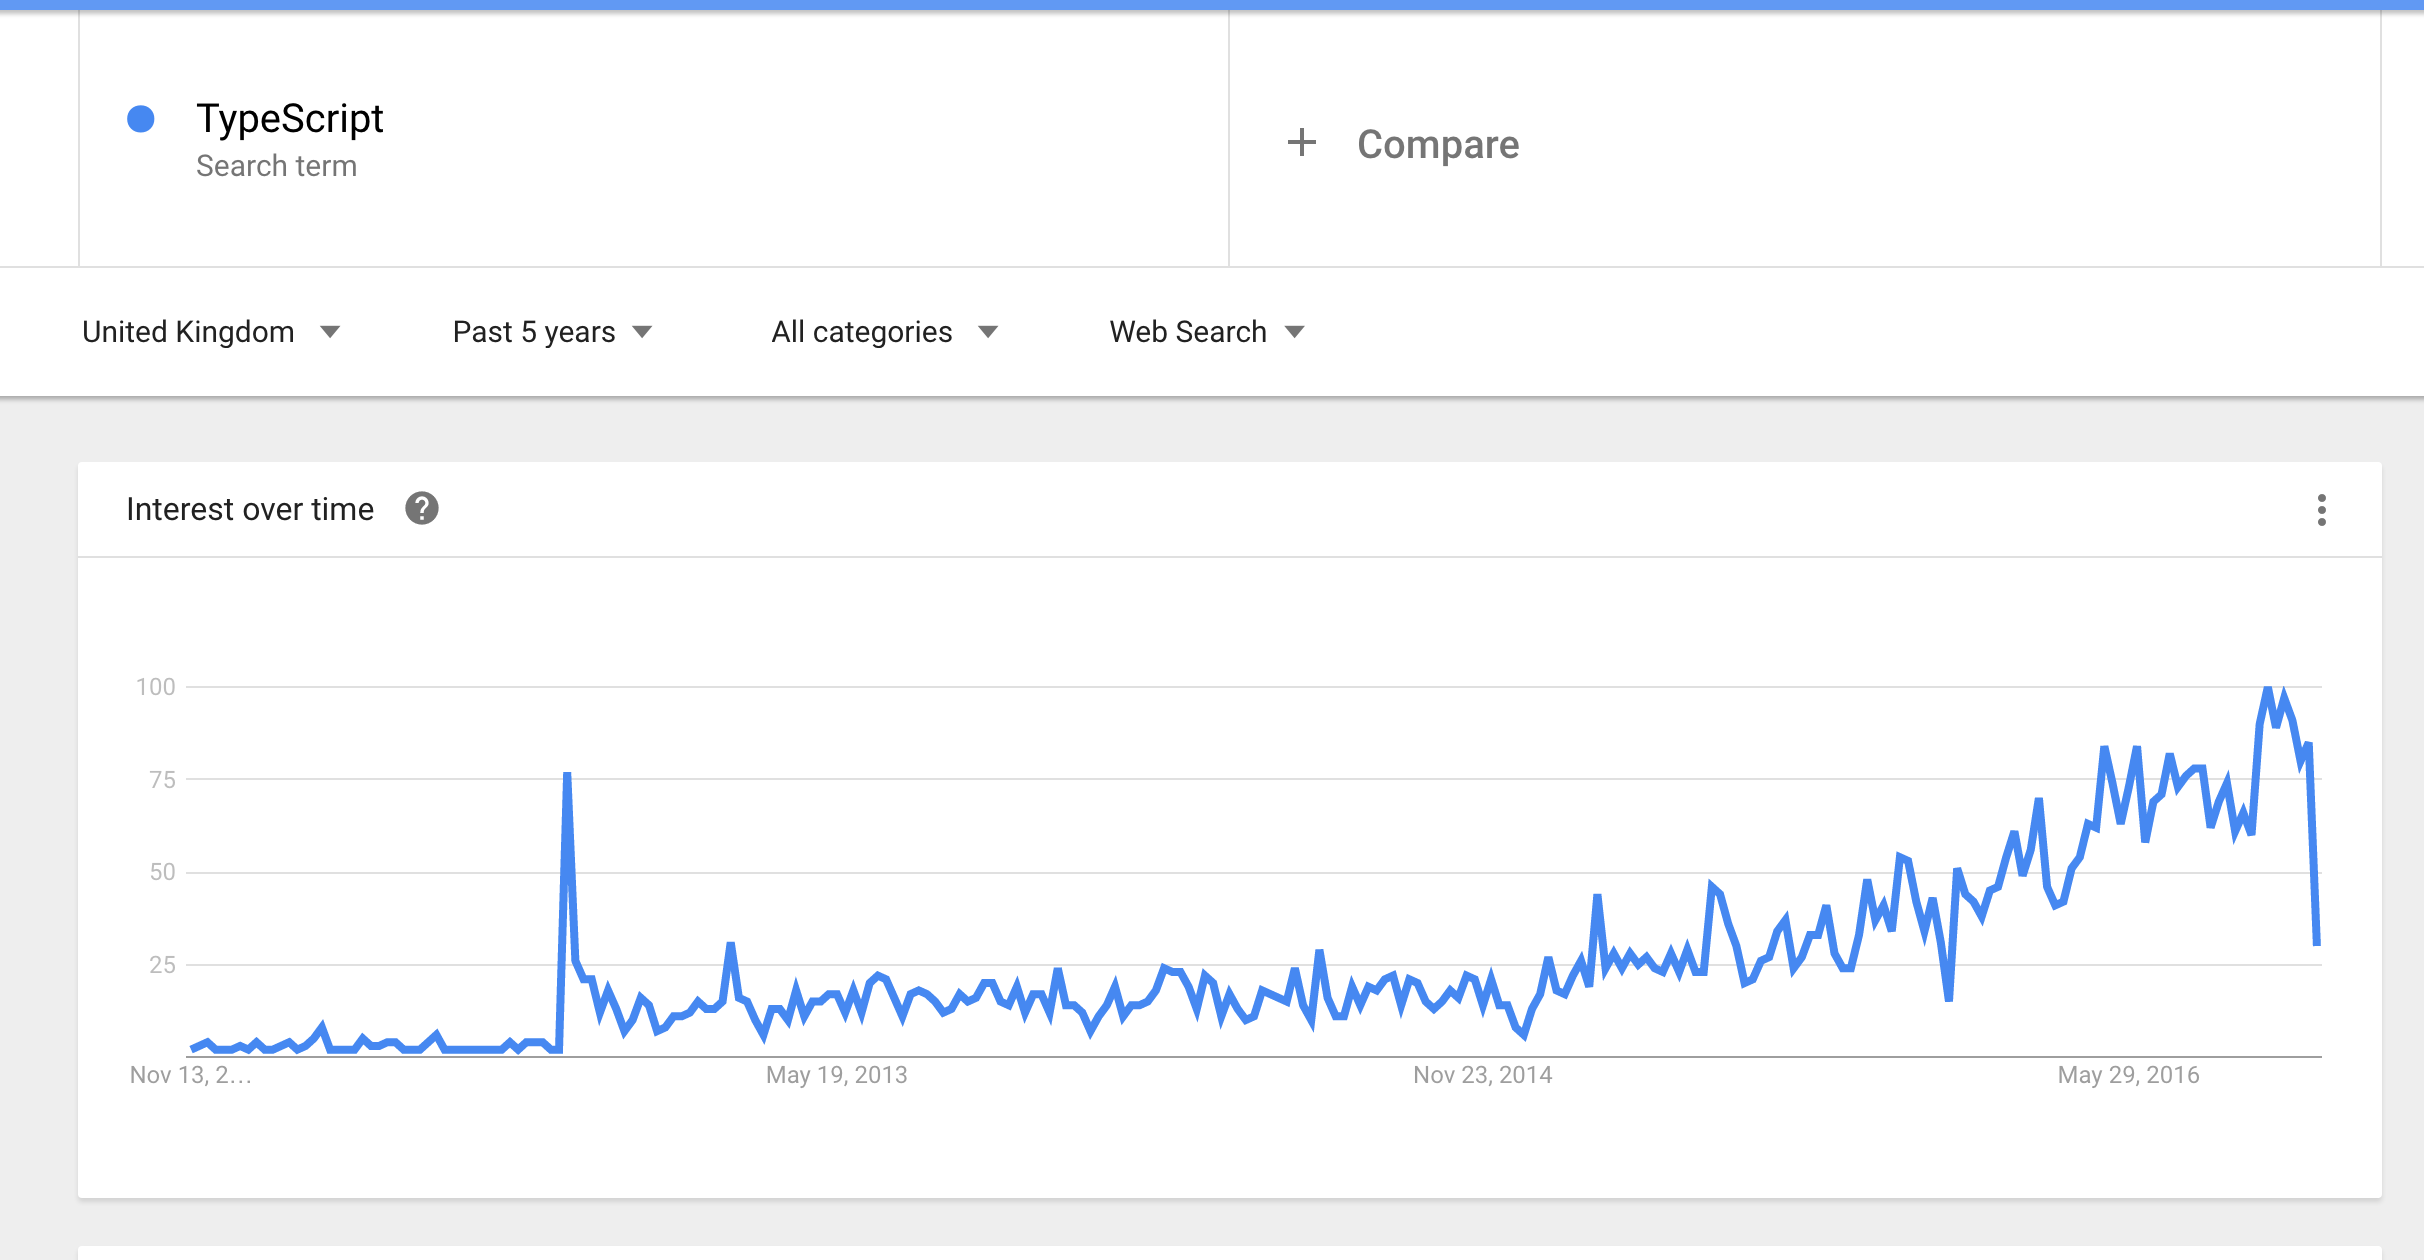 TypeScript
Search term
+ Compare
United Kingdom
Past 5 years
All categories
Web Search
Interest over time ?
100
75
50
25
Nov 13, 2…
May 19, 2013
Nov 23, 2014
May 29, 2016